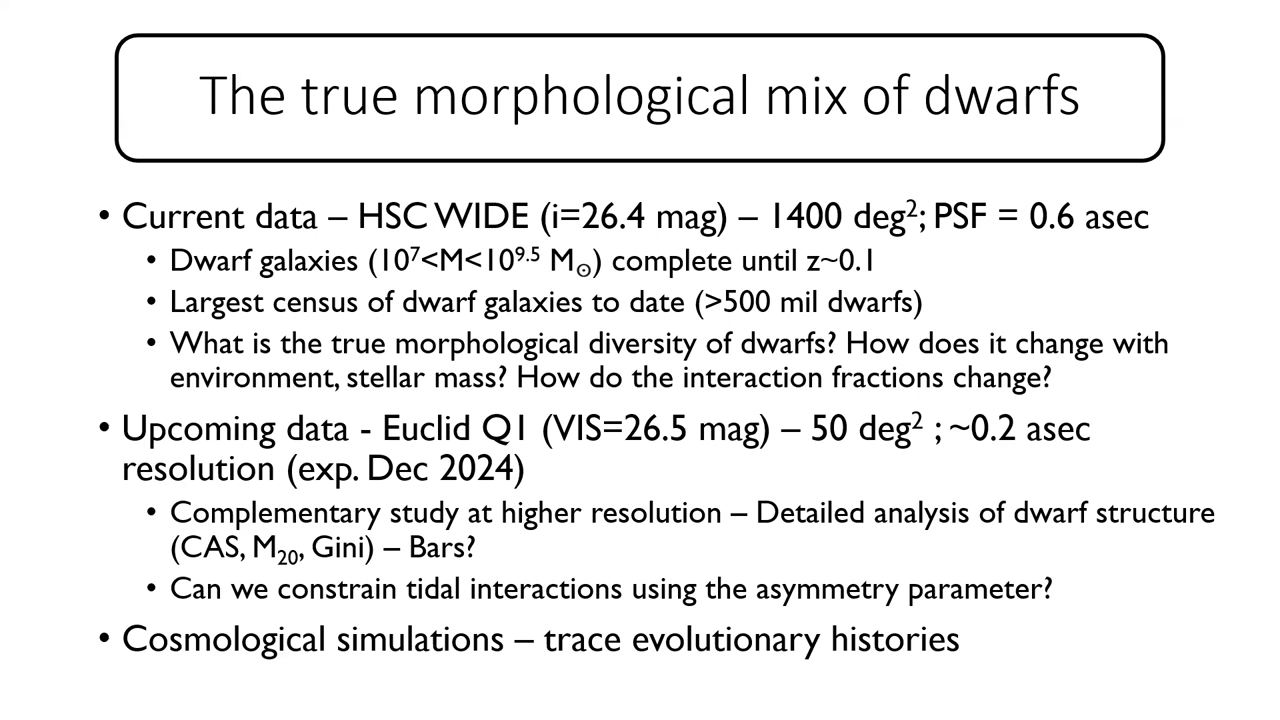 The true morphological mix of dwarfs
• Current data – HSC WIDE (i=26.4 mag) – 1400 deg²; PSF = 0.6 asec
• Dwarf galaxies (10⁷<M<10⁹·⁵ M☉) complete until z~0.1
• Largest census of dwarf galaxies to date (>500 mil dwarfs)
• What is the true morphological diversity of dwarfs? How does it change with
environment, stellar mass? How do the interaction fractions change?
• Upcoming data - Euclid Q1 (VIS=26.5 mag) – 50 deg² ; ~0.2 asec
resolution (exp. Dec 2024)
• Complementary study at higher resolution – Detailed analysis of dwarf structure
(CAS, M₂₀, Gini) – Bars?
• Can we constrain tidal interactions using the asymmetry parameter?
• Cosmological simulations – trace evolutionary histories